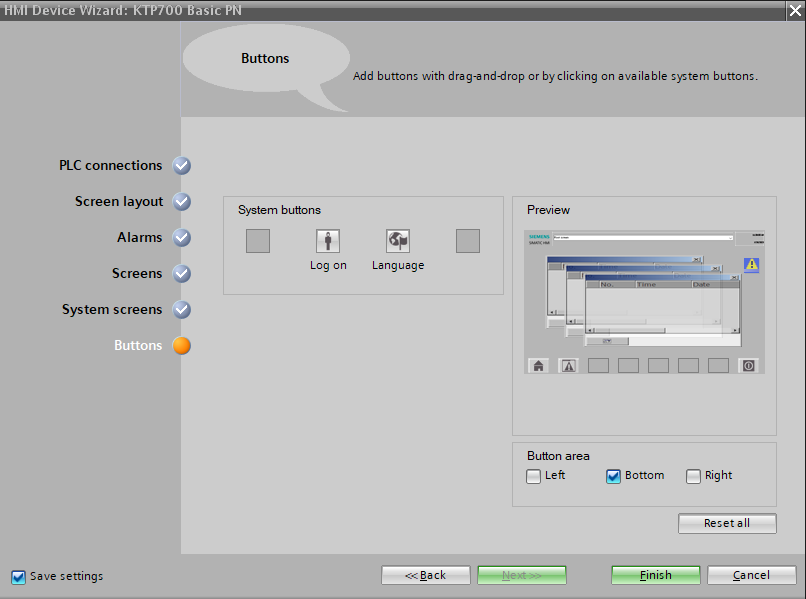 HMI Device Wizard: KTP700 Basic PN
Buttons
Add buttons with drag-and-drop or by clicking on available system buttons.
PLC connections
Screen layout
Alarms
Screens
System screens
Buttons
System buttons
Log on
Language
Preview
SIEMENS
SIMATIC HMI
No.
Time
Date
Button area
Left
Bottom
Right
Reset all
Save settings
<< Back
Next >>
Finish
Cancel